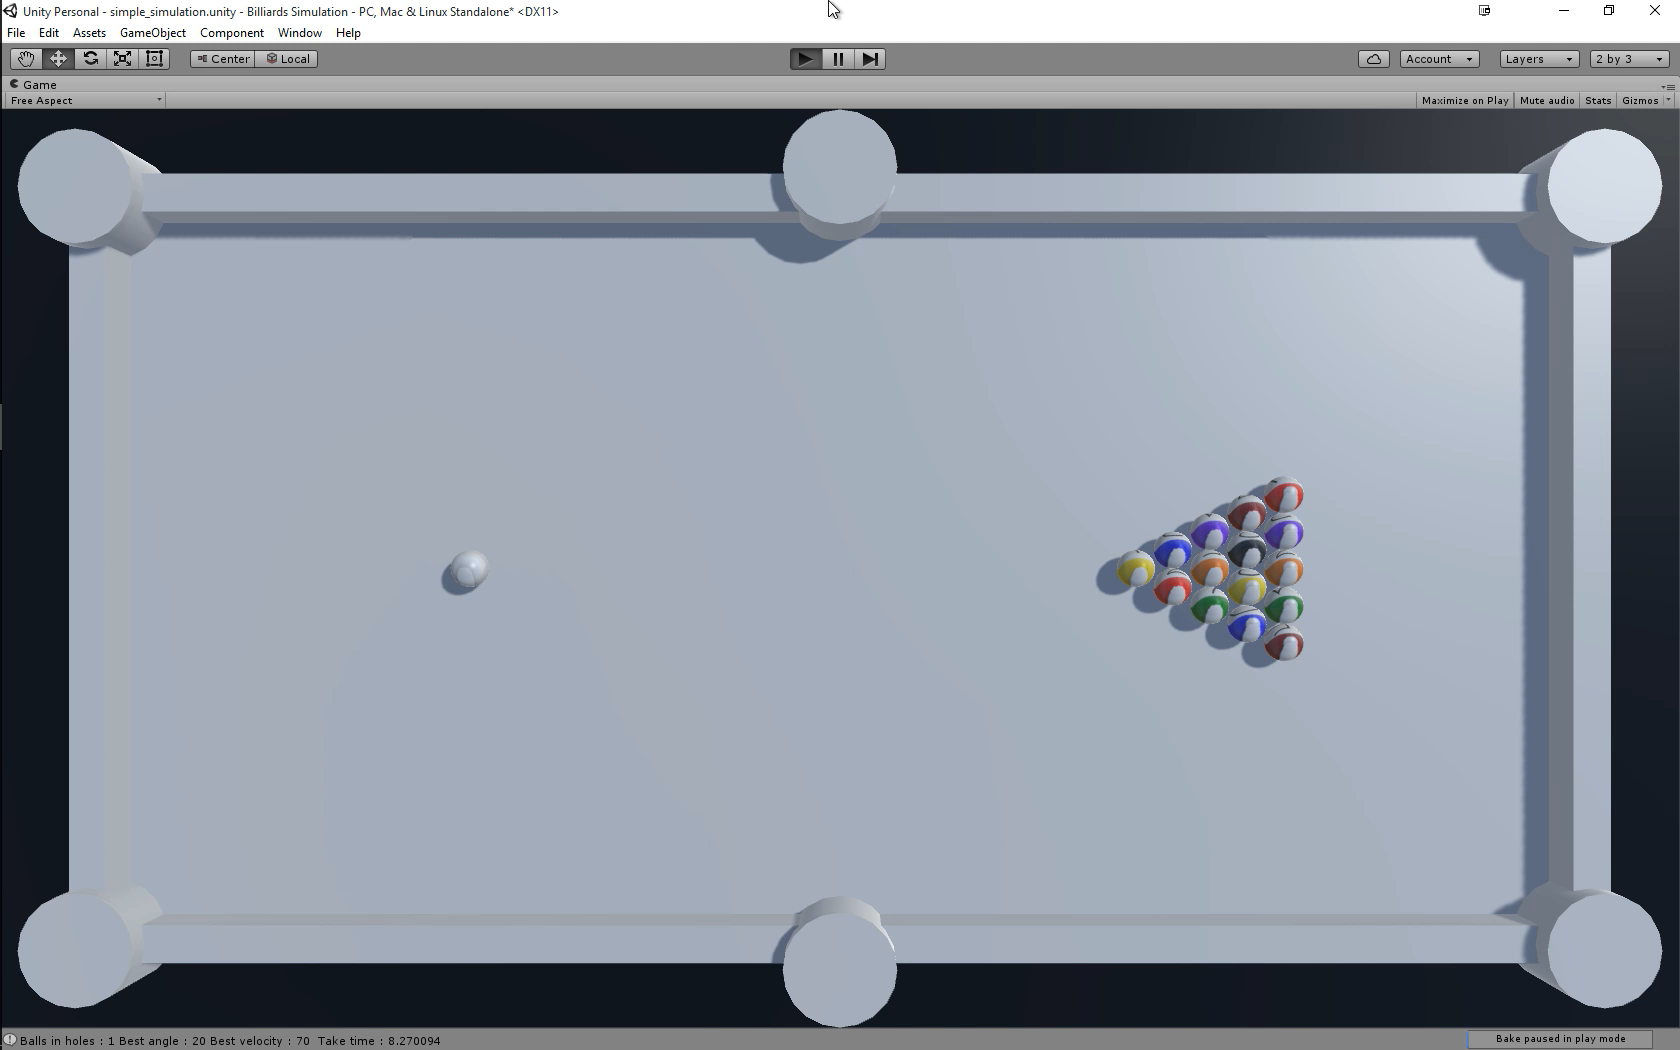 Unity Personal - simple_simulation.unity - Billiards Simulation - PC, Mac & Linux Standalone* <DX11>
File Edit Assets GameObject Component Window Help
Center Local Account Layers 2 by 3
Game
Free Aspect Maximize on Play Mute audio Stats Gizmos
Balls in holes : 1 Best angle : 20 Best velocity : 70 Take time : 8.270094
Bake paused in play mode